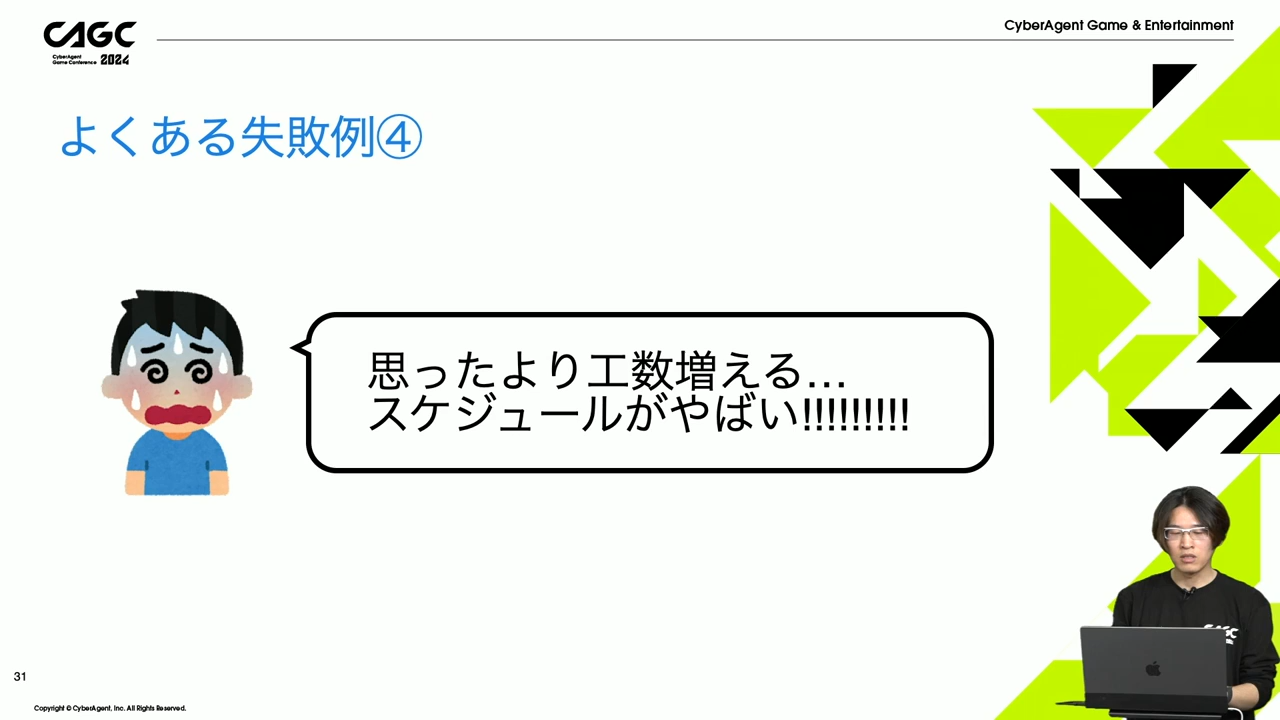 CAGC
CyberAgent
Game Conference 2024
CyberAgent Game & Entertainment
よくある失敗例④
思ったより工数増える…
スケジュールがやばい!!!!!!!!!
CAGC
31
Copyright © CyberAgent, Inc. All Rights Reserved.